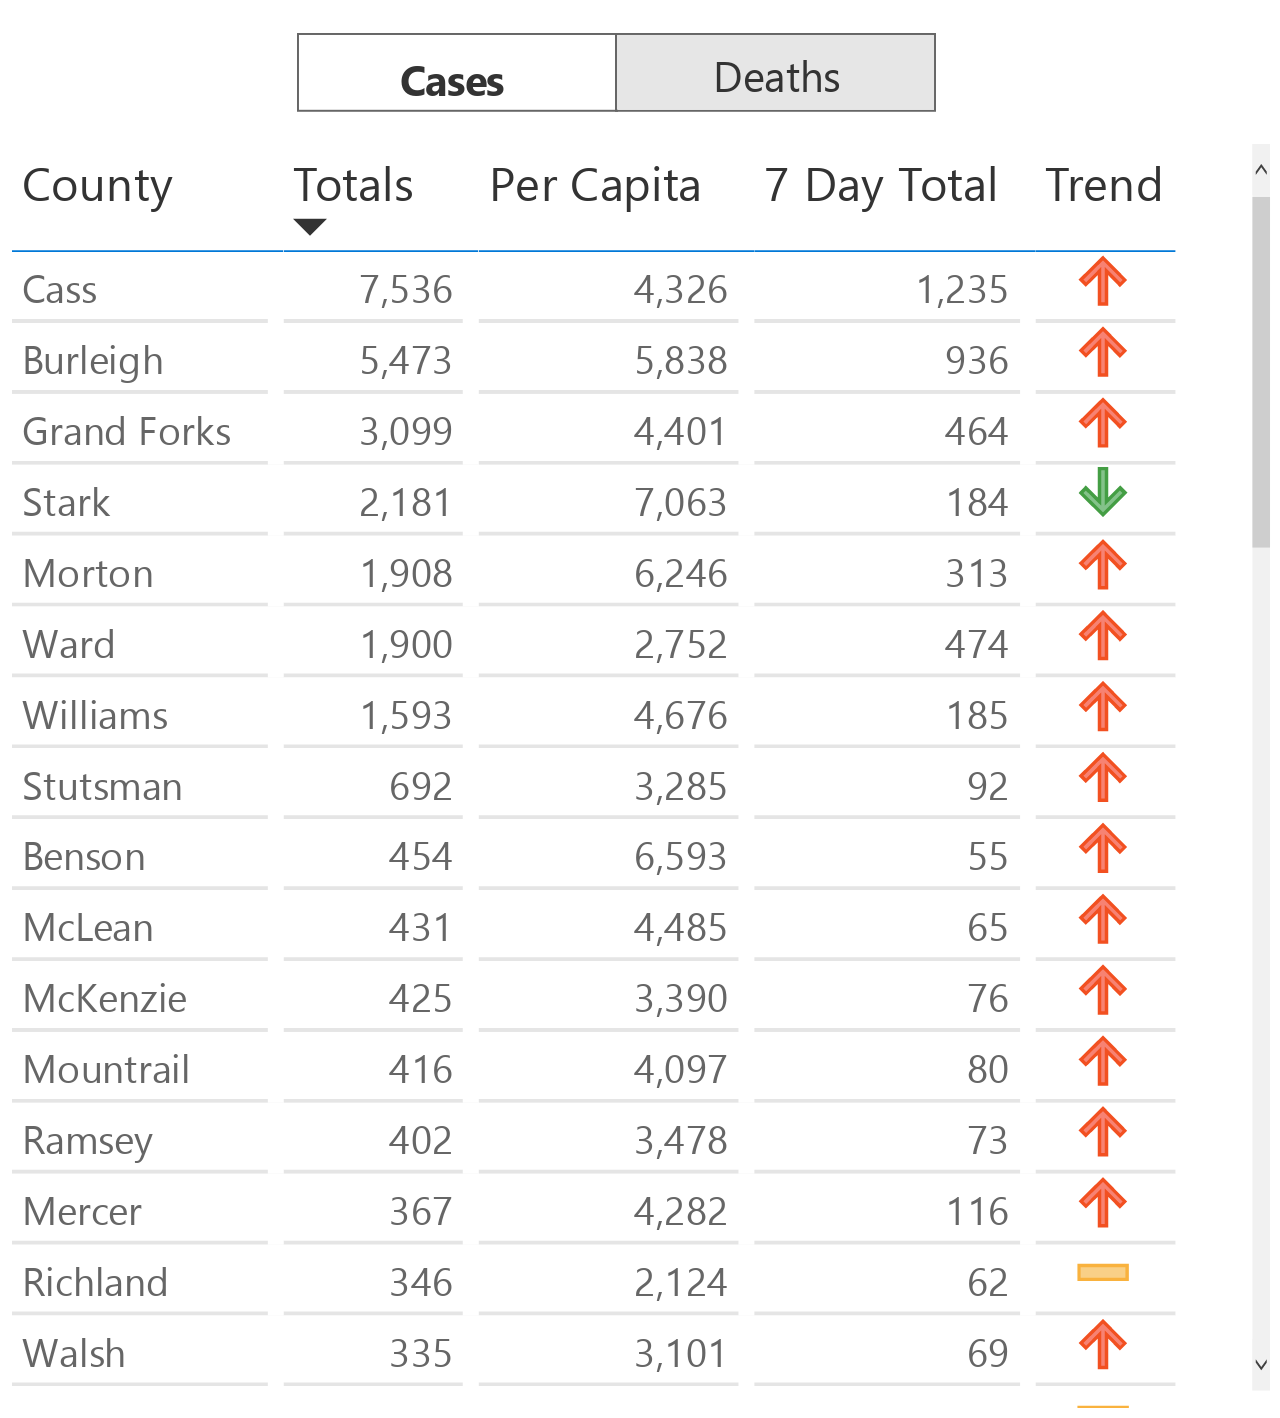 Cases Deaths
County Totals Per Capita 7 Day Total Trend
Cass 7,536 4,326 1,235
Burleigh 5,473 5,838 936
Grand Forks 3,099 4,401 464
Stark 2,181 7,063 184
Morton 1,908 6,246 313
Ward 1,900 2,752 474
Williams 1,593 4,676 185
Stutsman 692 3,285 92
Benson 454 6,593 55
McLean 431 4,485 65
McKenzie 425 3,390 76
Mountrail 416 4,097 80
Ramsey 402 3,478 73
Mercer 367 4,282 116
Richland 346 2,124 62
Walsh 335 3,101 69